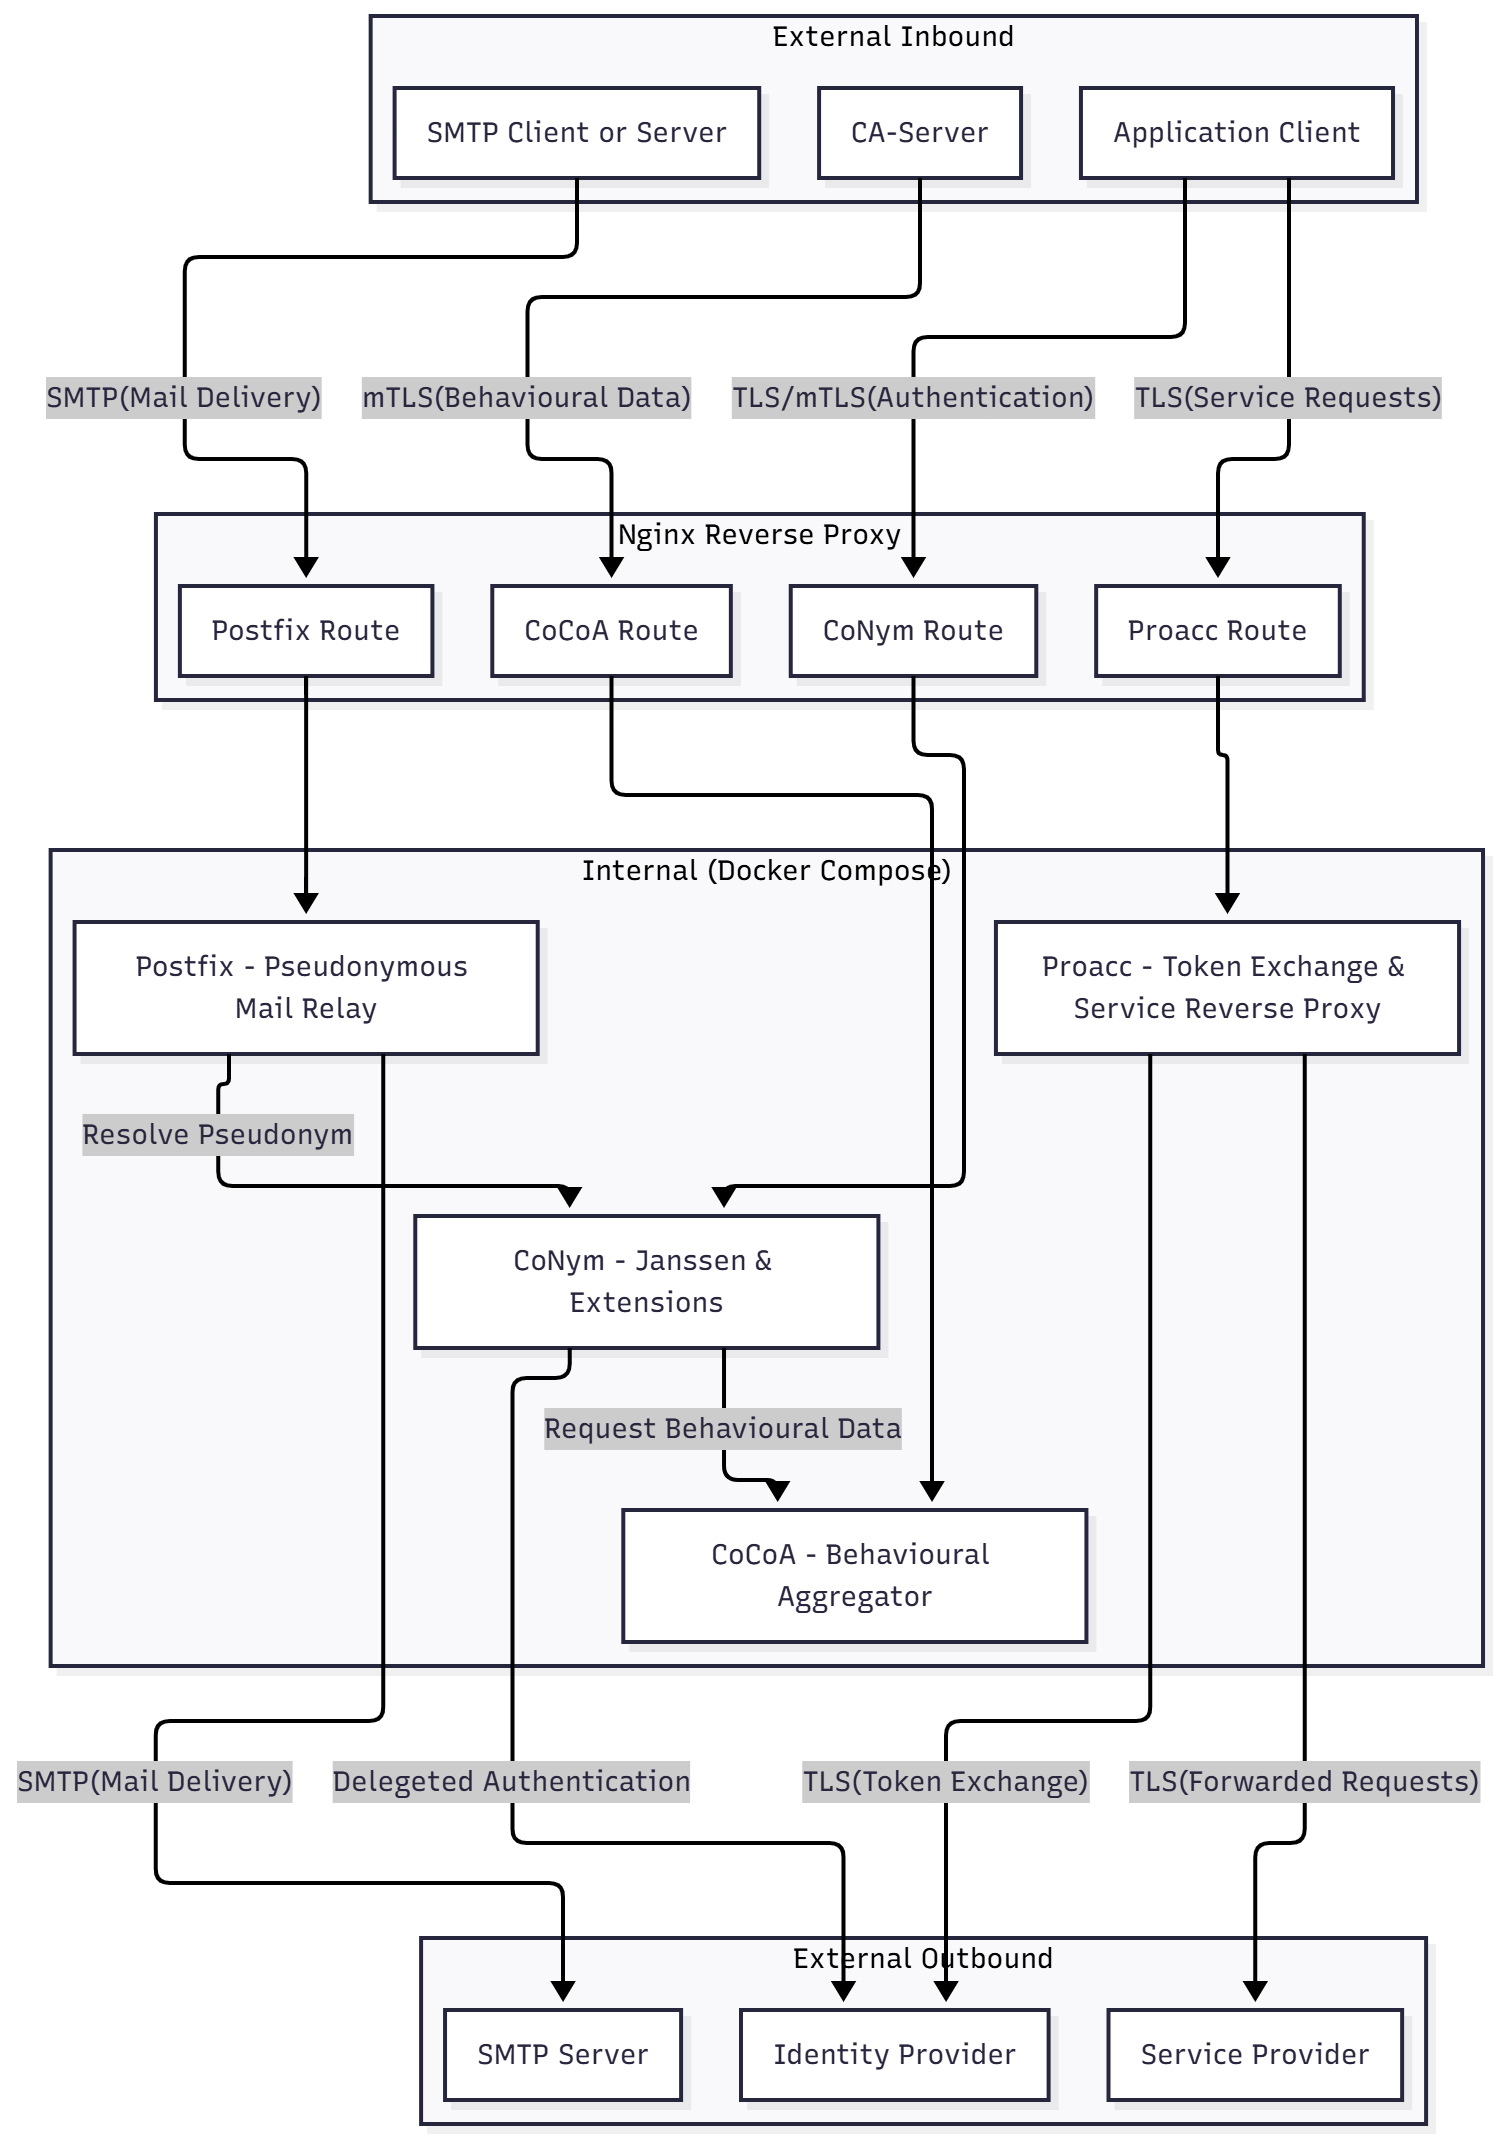 External Inbound
SMTP Client or Server
CA-Server
Application Client
SMTP(Mail Delivery)
mTLS(Behavioural Data)
TLS/mTLS(Authentication)
TLS(Service Requests)
Nginx Reverse Proxy
Postfix Route
CoCoA Route
CoNym Route
Proacc Route
Internal (Docker Compose)
Postfix - Pseudonymous
Mail Relay
Proacc - Token Exchange &
Service Reverse Proxy
Resolve Pseudonym
CoNym - Janssen &
Extensions
Request Behavioural Data
CoCoA - Behavioural
Aggregator
SMTP(Mail Delivery)
Delegeted Authentication
TLS(Token Exchange)
TLS(Forwarded Requests)
External Outbound
SMTP Server
Identity Provider
Service Provider